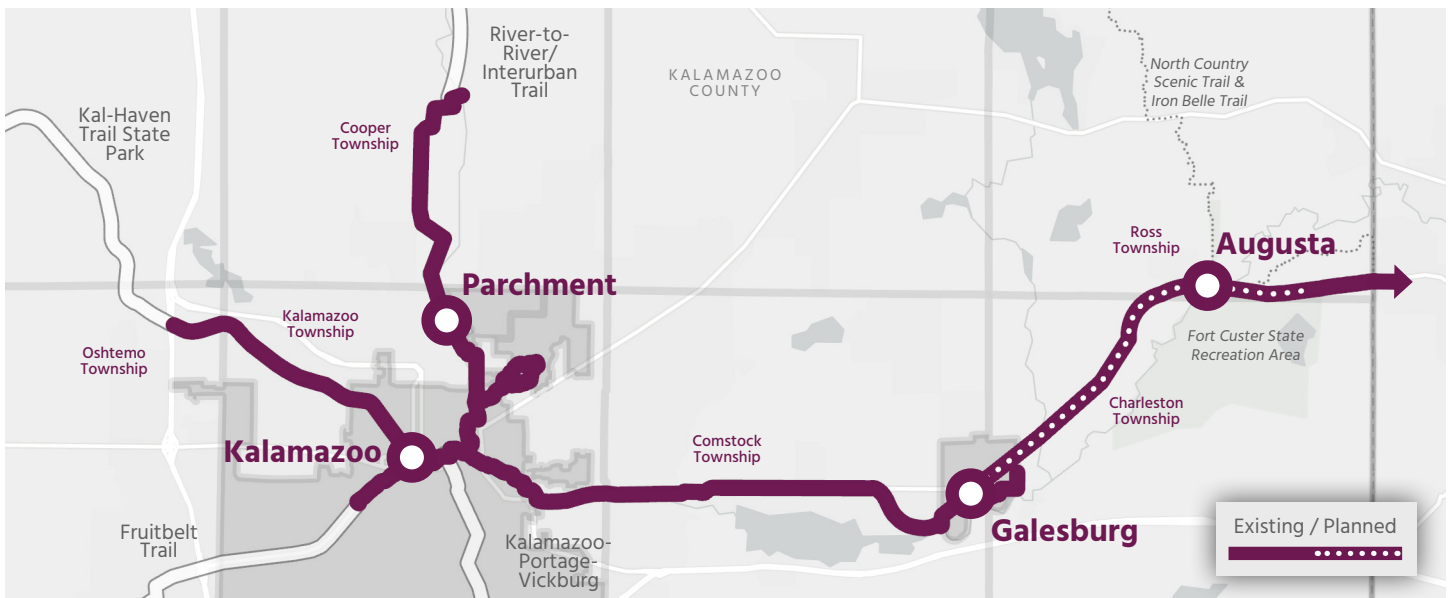 River-to-
River/
Interurban
Trail
KALAMAZOO
COUNTY
North Country
Scenic Trail &
Iron Belle Trail
Kal-Haven
Trail State
Park
Cooper
Township
Ross
Township
Augusta
Parchment
Kalamazoo
Township
Oshtemo
Township
Fort Custer State
Recreation Area
Charleston
Township
Kalamazoo
Comstock
Township
Galesburg
Fruitbelt
Trail
Kalamazoo-
Portage-
Vickburg
Existing / Planned